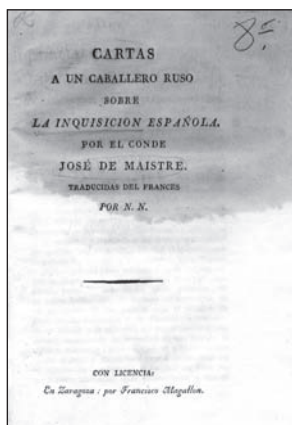 8ª
CARTAS
A UN CABALLERO RUSO
SOBRE
LA INQUISICION ESPAÑOLA,
POR EL CONDE
JOSÉ DE MAISTRE.
TRADUCIDAS DEL FRANCES
POR N. N.
CON LICENCIA:
En Zaragoza: por Francisco Magallon.